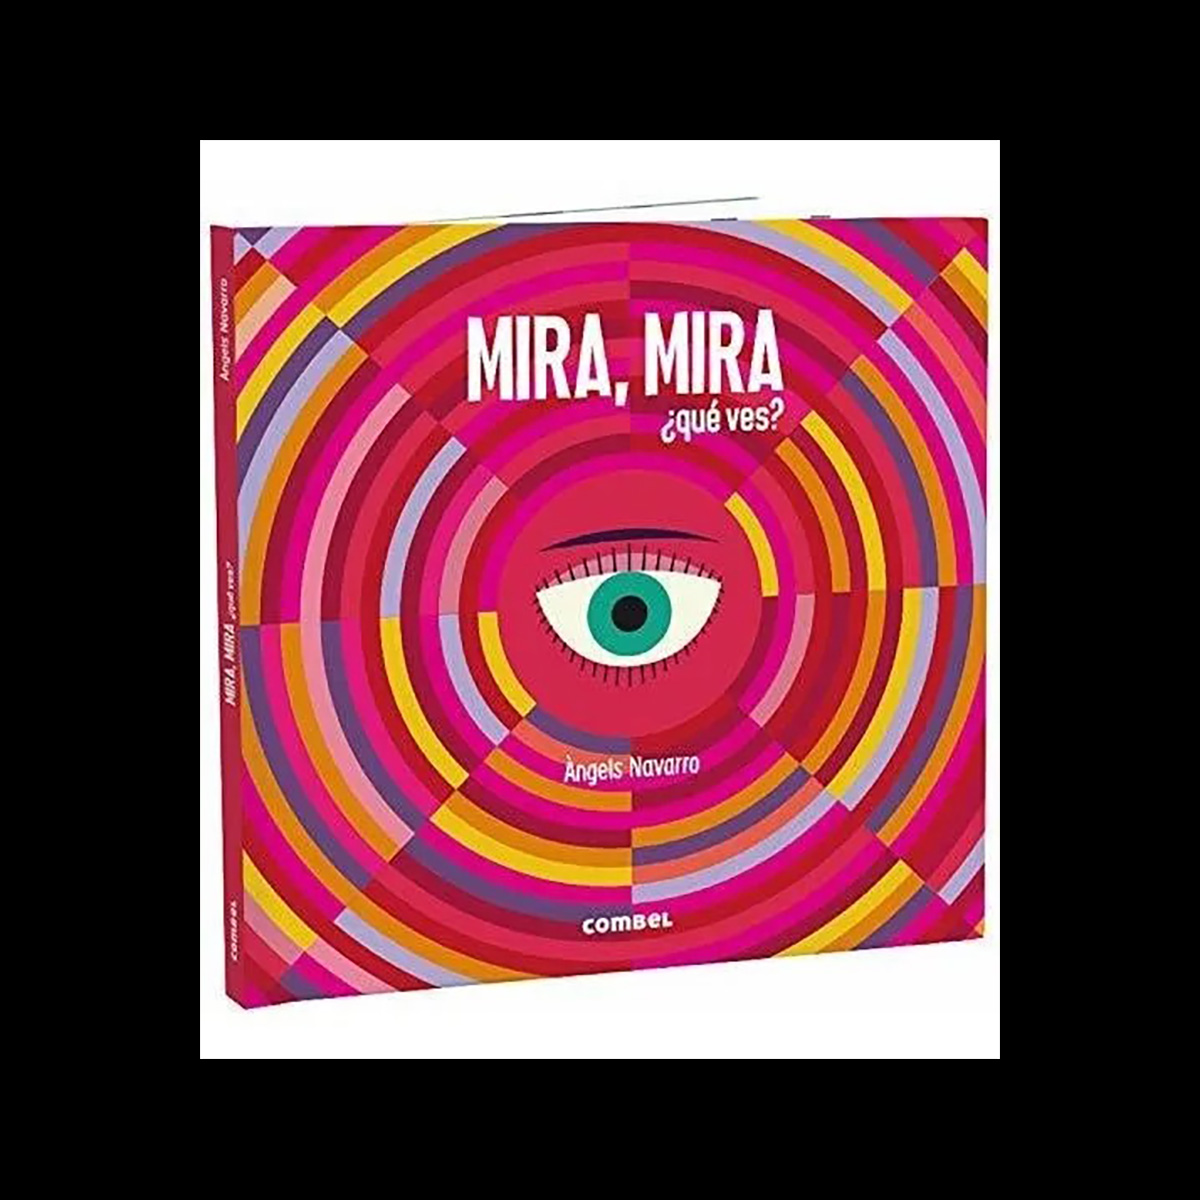 MIRA, MIRA
¿qué ves?
Àngels Navarro
COMBEL
Àngels Navarro
MIRA, MIRA ¿qué ves?
COMBEL